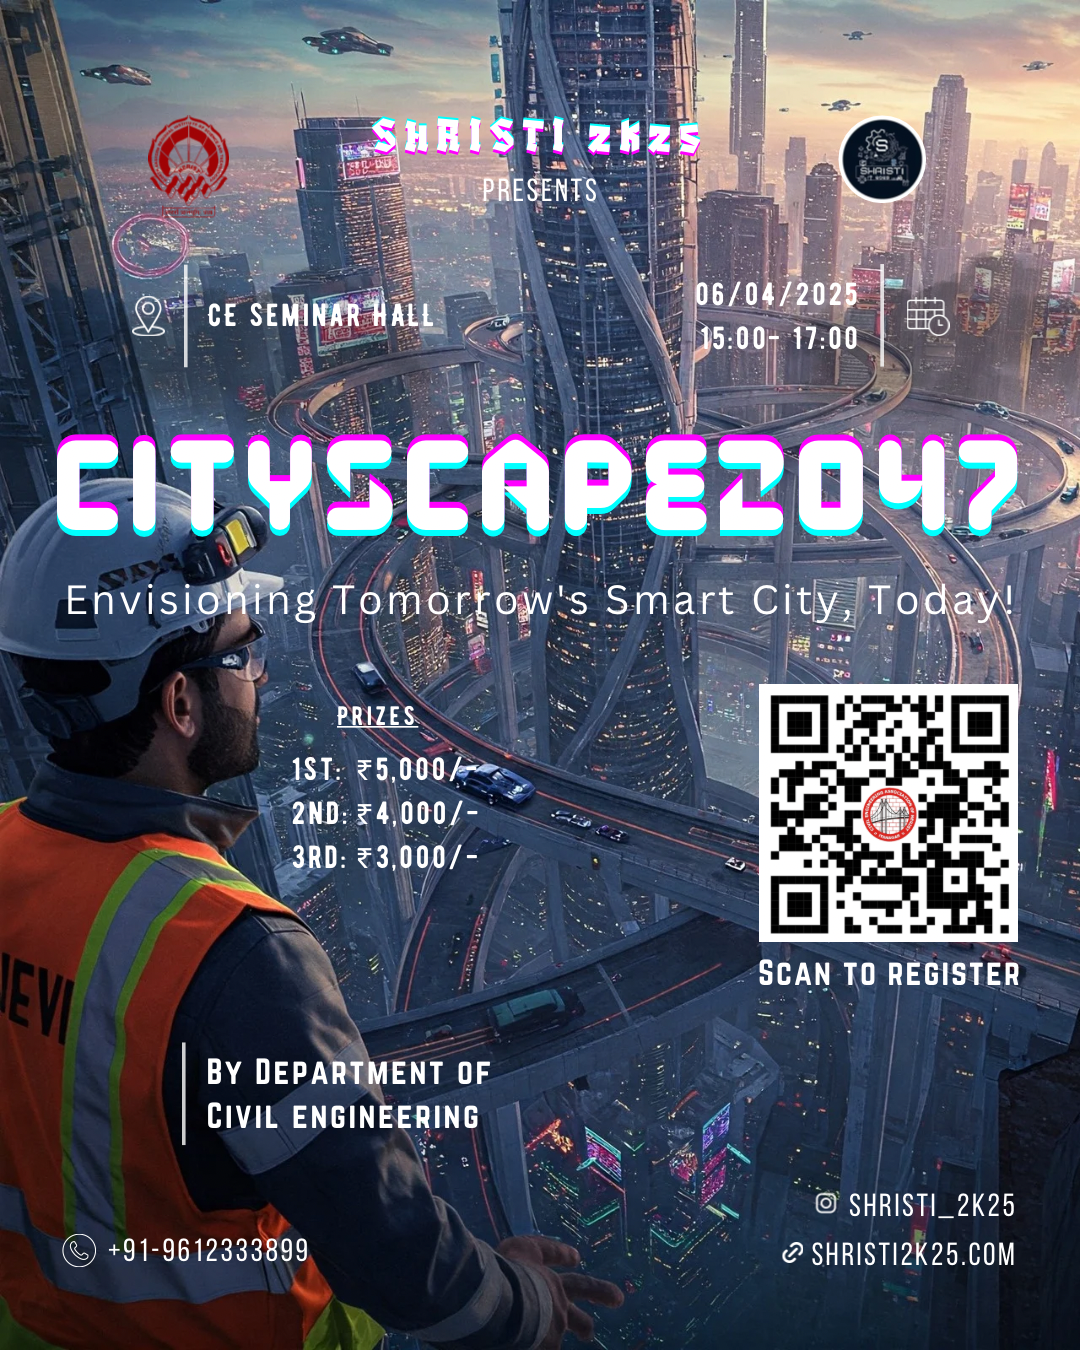 SHRISTI 2K25
PRESENTS
SHRISTI
CE SEMINAR HALL
06/04/2025
15:00- 17:00
CITYSCAPE2047
Envisioning Tomorrow's Smart City, Today!
PRIZES
1ST: ₹5,000/-
2ND: ₹4,000/-
3RD: ₹3,000/-
SCAN TO REGISTER
BY DEPARTMENT OF
CIVIL ENGINEERING
SHRISTI_2K25
+91-9612333899
SHRISTI2K25.COM